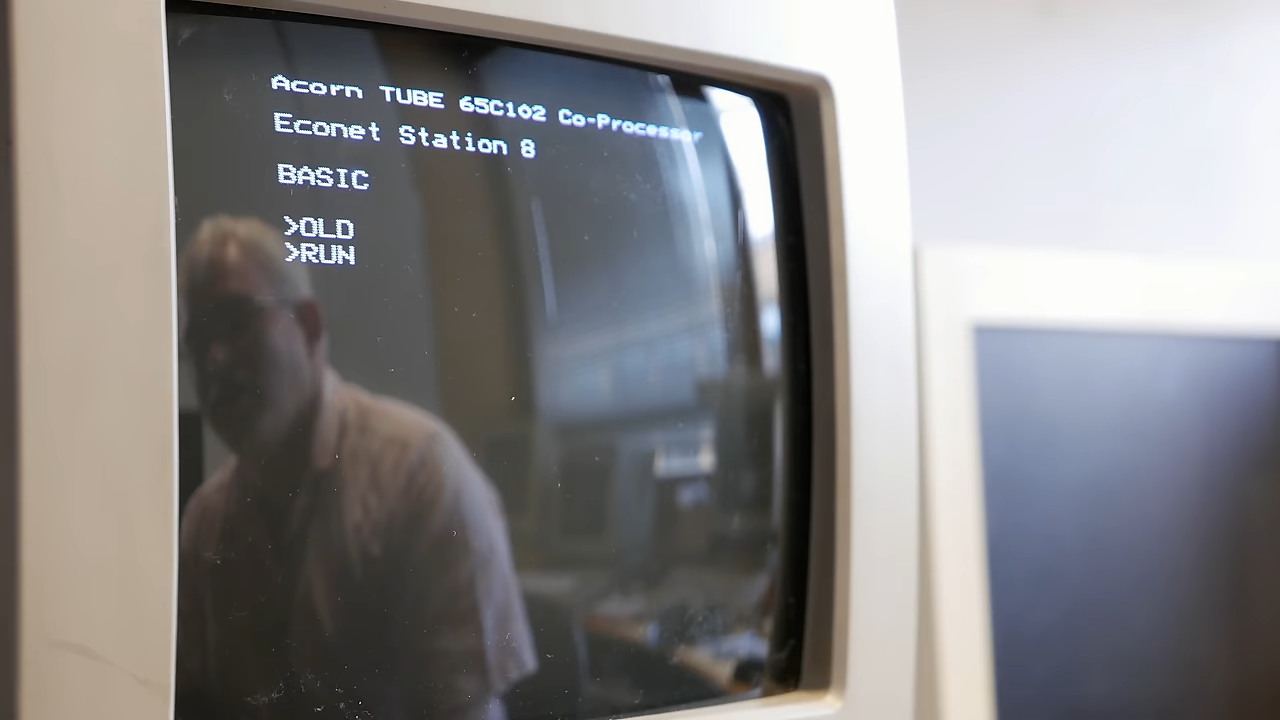 Acorn TUBE 65C102 Co-Processor
Econet Station 8
BASIC
>OLD
>RUN